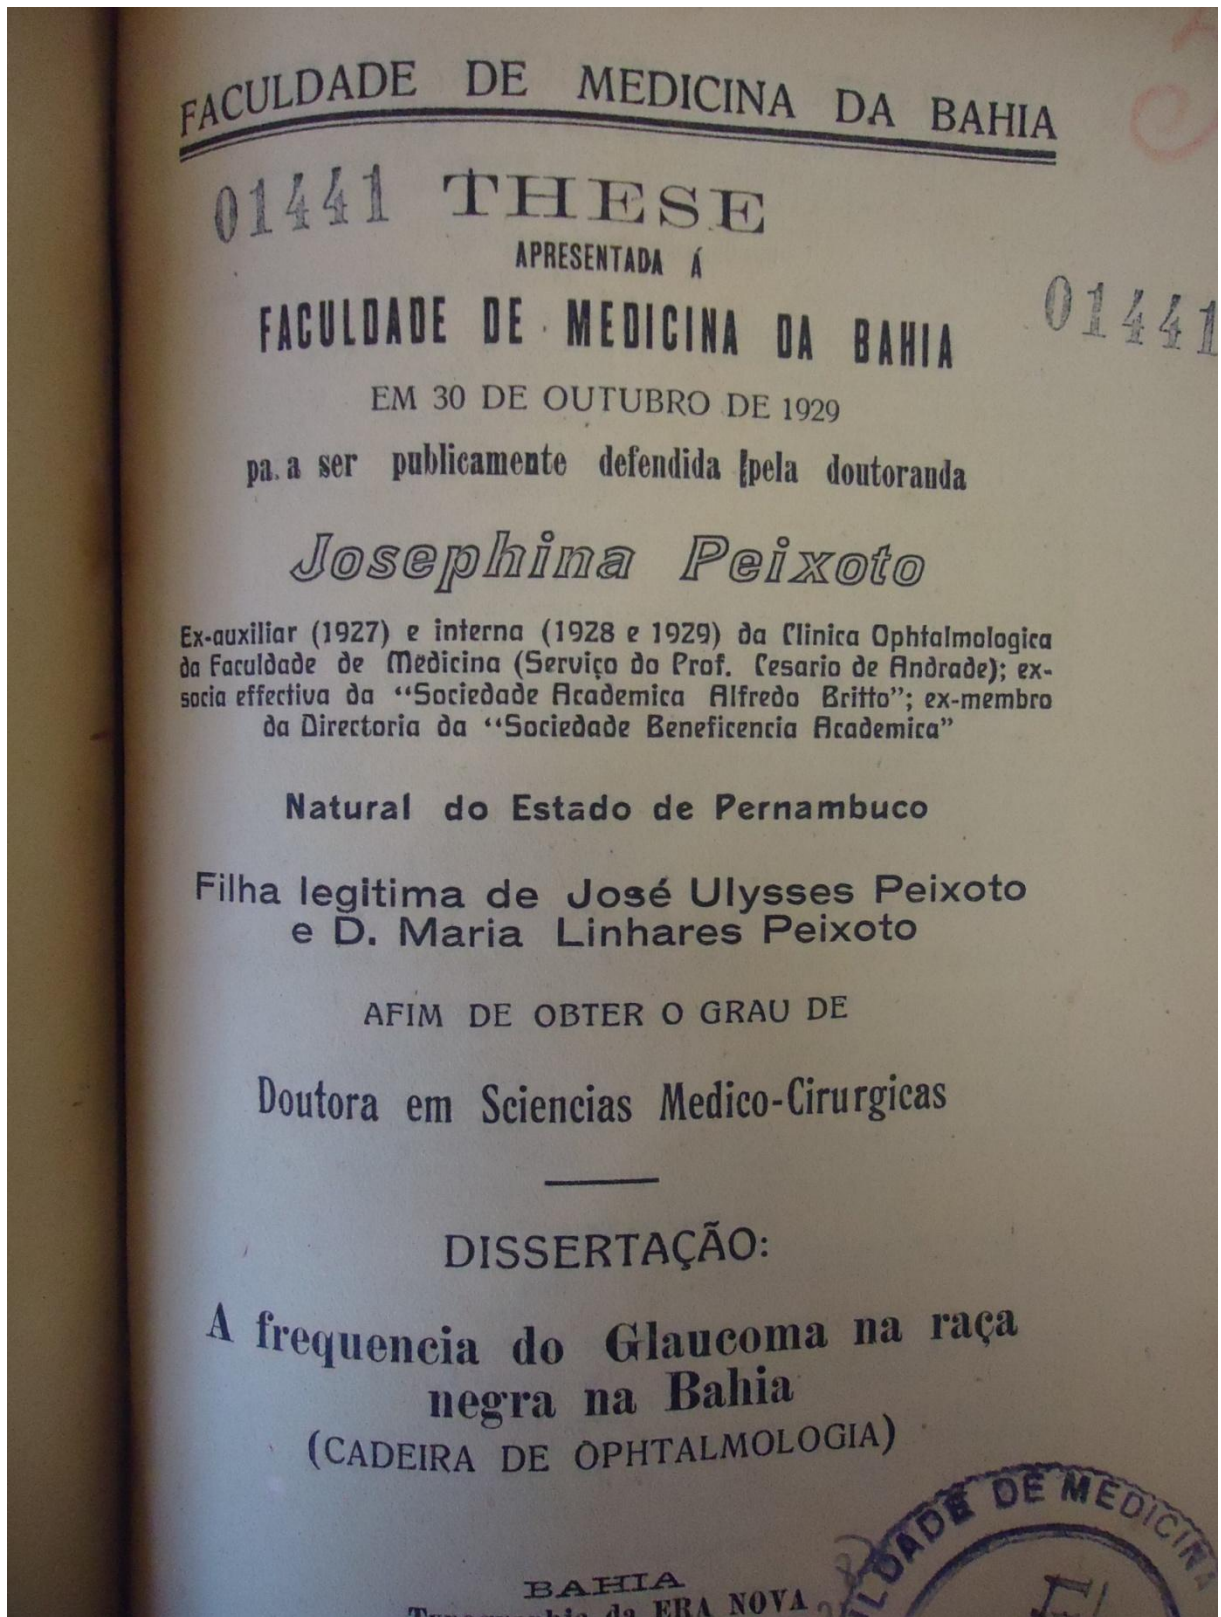 FACULDADE DE MEDICINA DA BAHIA
01441 THESE
APRESENTADA Á
01441
FACULDADE DE MEDICINA DA BAHIA
EM 30 DE OUTUBRO DE 1929
pa a ser publicamente defendida pela doutoranda
Josephina Peixoto
Ex-auxiliar (1927) e interna (1928 e 1929) da Clinica Ophtalmologica
da Faculdade de Medicina (Serviço do Prof. Cesario de Andrade); ex-
socia effectiva da “Sociedade Academica Alfredo Britto”; ex-membro
da Directoria da “Sociedade Beneficencia Academica”
Natural do Estado de Pernambuco
Filha legitima de José Ulysses Peixoto
e D. Maria Linhares Peixoto
AFIM DE OBTER O GRAU DE
Doutora em Sciencias Medico-Cirurgicas
DISSERTAÇÃO:
A frequencia do Glaucoma na raça
negra na Bahia
(CADEIRA DE OPHTALMOLOGIA)
DE MEDICINA
BAHIA
da ERA NOVA